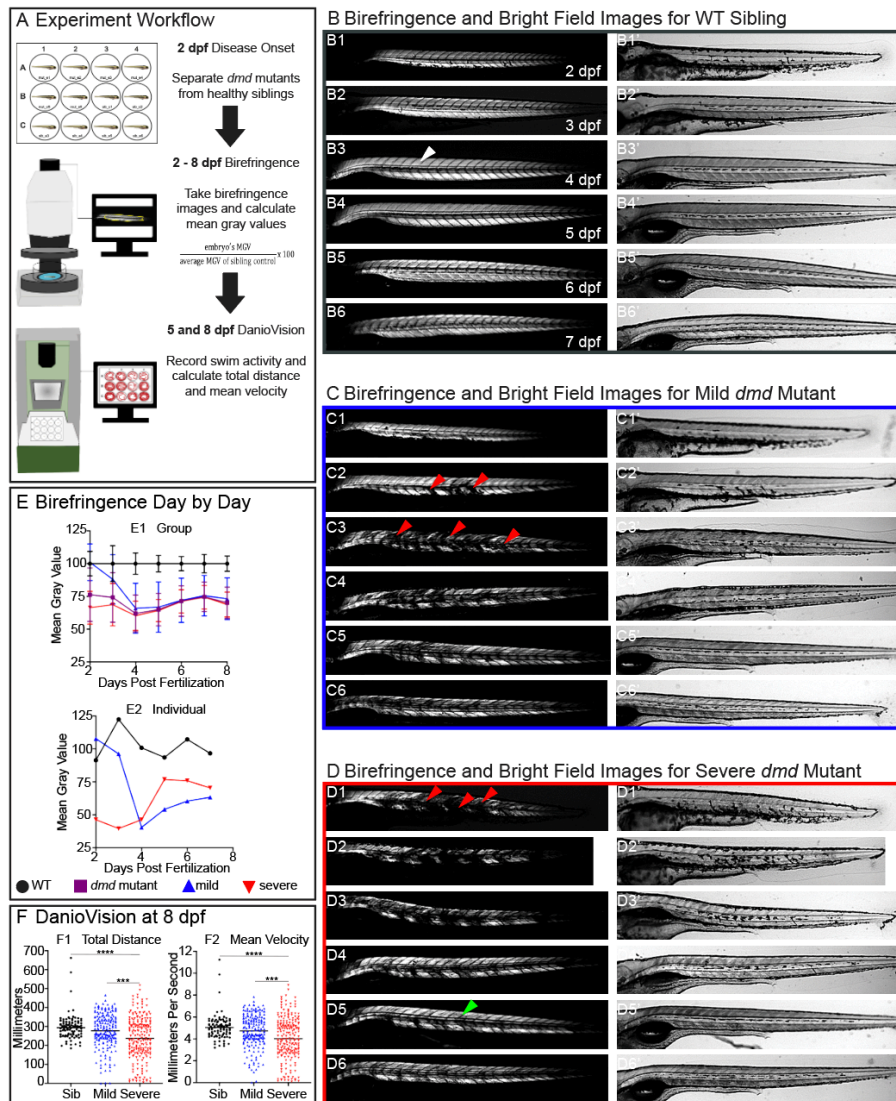 A Experiment Workflow
1 2 3 4
A
B
C
2 dpf Disease Onset
Separate dmd mutants
from healthy siblings
2 - 8 dpf Birefringence
Take birefringence
images and calculate
mean gray values
embryo's MGV
average MGV of sibling control
x 100
5 and 8 dpf DanioVision
Record swim activity and
calculate total distance
and mean velocity
B Birefringence and Bright Field Images for WT Sibling
B1
2 dpf
B1'
B2
3 dpf
B2'
B3
4 dpf
B3'
B4
5 dpf
B4'
B5
6 dpf
B5'
B6
7 dpf
B6'
C Birefringence and Bright Field Images for Mild dmd Mutant
C1
C1'
C2
C2'
C3
C3'
C4
C5
C5'
C6
C6'
D Birefringence and Bright Field Images for Severe dmd Mutant
D1
D1'
D2
D2'
D3
D3'
D4
D5
D5'
D6
D6'
E Birefringence Day by Day
E1 Group
Mean Gray Value
125
100
75
50
25
2 3 4 5 6 7 8
Days Post Fertilization
E2 Individual
Mean Gray Value
125
100
75
50
25
2 4 6 8
Days Post Fertilization
WT dmd mutant mild severe
F DanioVision at 8 dpf
F1 Total Distance
Millimeters
700
600
500
400
300
200
100
0
****
***
Sib Mild Severe
F2 Mean Velocity
Millimeters Per Second
12
10
8
6
4
2
0
****
***
Sib Mild Severe